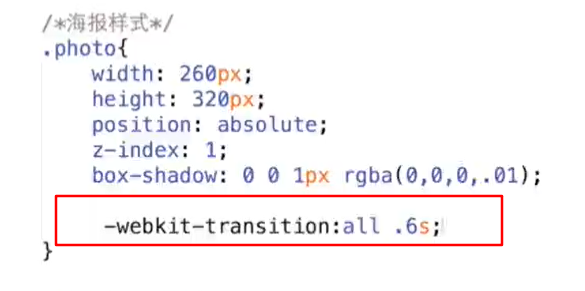 /*海报样式*/
.photo{
width: 260px;
height: 320px;
position: absolute;
z-index: 1;
box-shadow: 0 0 1px rgba(0,0,0,.01);
-webkit-transition:all .6s;
}